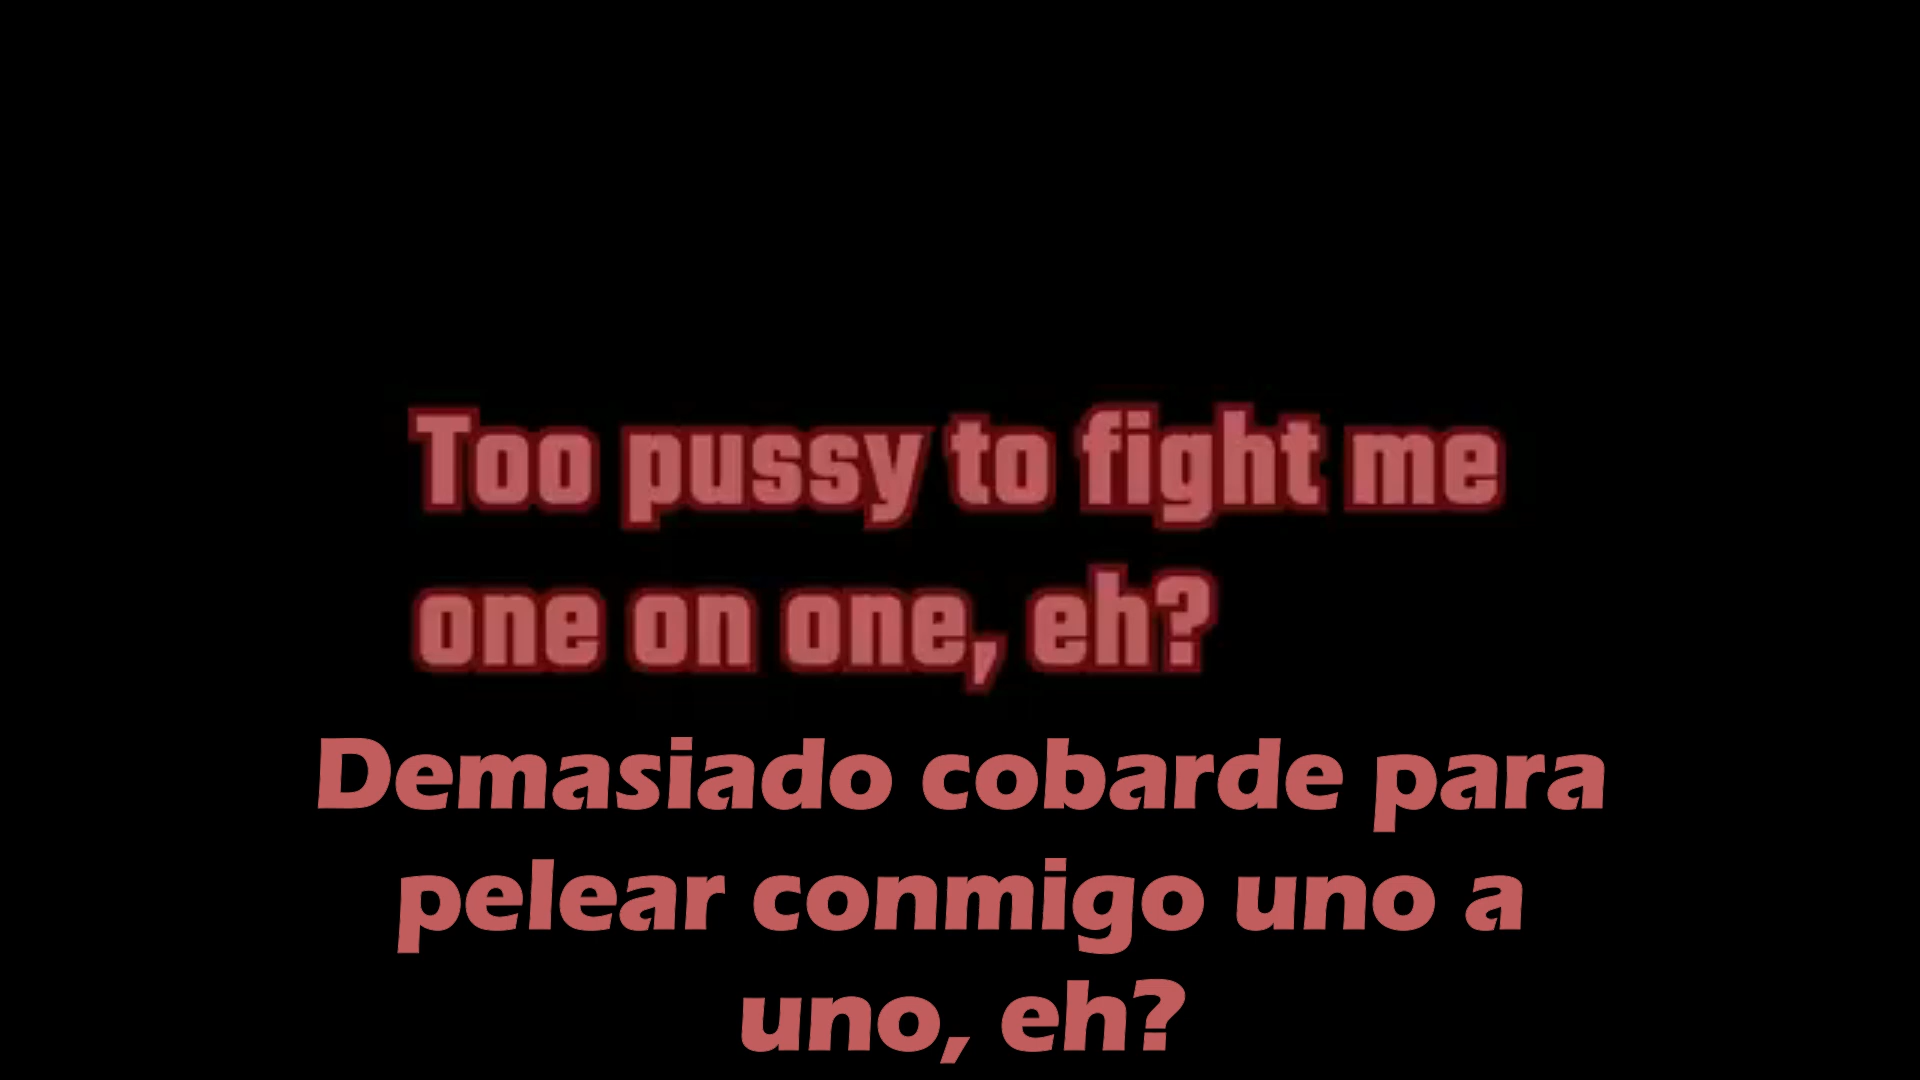 Too pussy to fight me
one on one, eh?
Demasiado cobarde para
pelear conmigo uno a
uno, eh?